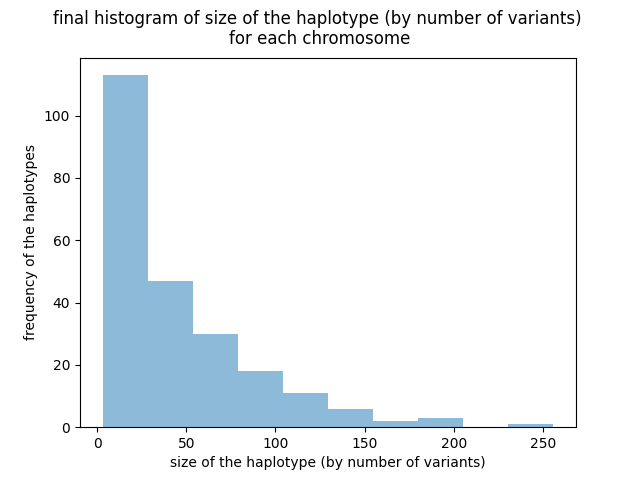 final histogram of size of the haplotype (by number of variants)
for each chromosome
frequency of the haplotypes
100
80
60
40
20
0
0 50 100 150 200 250
size of the haplotype (by number of variants)